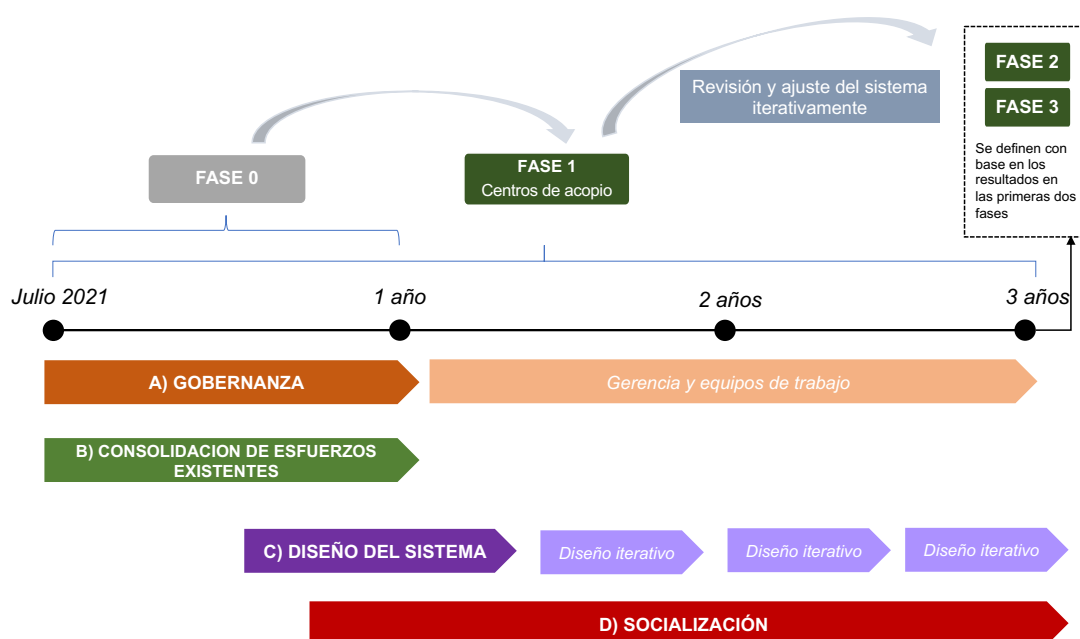 FASE 2
FASE 3
Se definen con
base en los
resultados en
las primeras dos
fases
Revisión y ajuste del sistema
iterativamente
FASE 0
FASE 1
Centros de acopio
Julio 2021
1 año
2 años
3 años
A) GOBERNANZA
Gerencia y equipos de trabajo
B) CONSOLIDACION DE ESFUERZOS
EXISTENTES
C) DISEÑO DEL SISTEMA
Diseño iterativo
Diseño iterativo
Diseño iterativo
D) SOCIALIZACIÓN